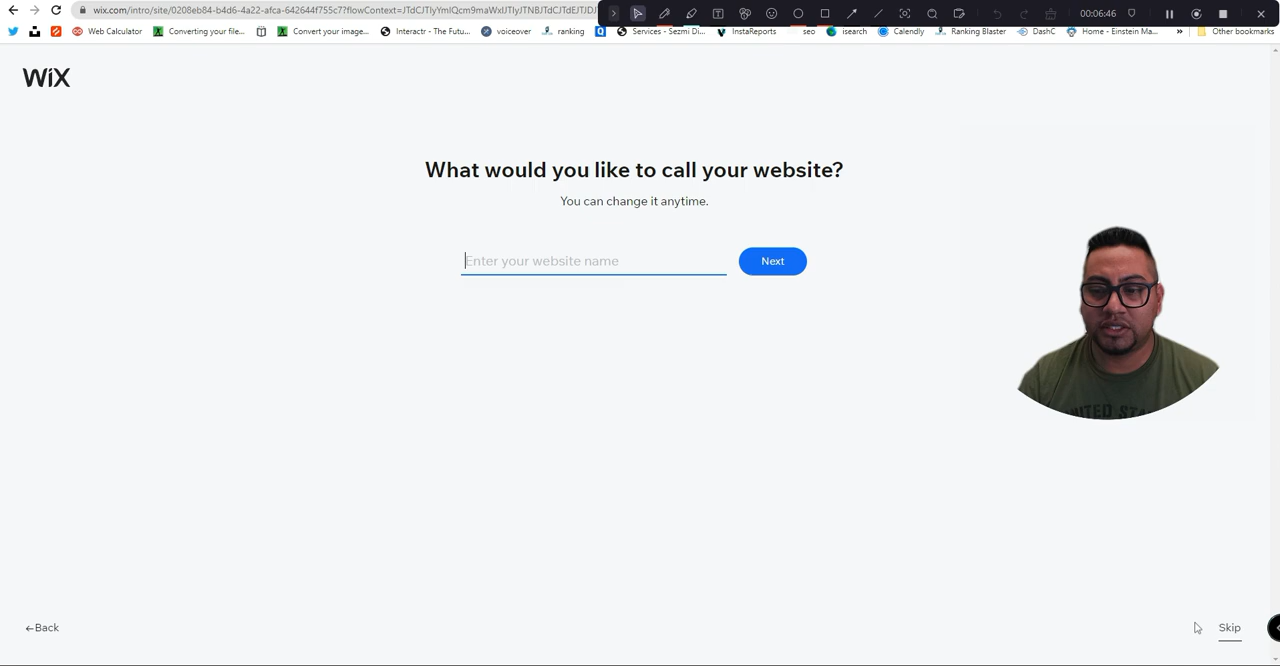 wix.com/intro/site/0208eb84-b4d6-4a22-afca-642644f755c7?flowContext=JTdCJTIyYmlQcm9maWxlJTIyJTNBJTdCJTdEJTJDJ
00:06:46
Web Calculator
Converting your file...
Convert your image...
Interactr - The Futu...
voiceover
ranking
Services - Sezmi Di...
InstaReports
seo
isearch
Calendly
Ranking Blaster
DashC
Home - Einstein Ma...
»
Other bookmarks
WiX
What would you like to call your website?
You can change it anytime.
Enter your website name
Next
UNITED STA
←Back
Skip